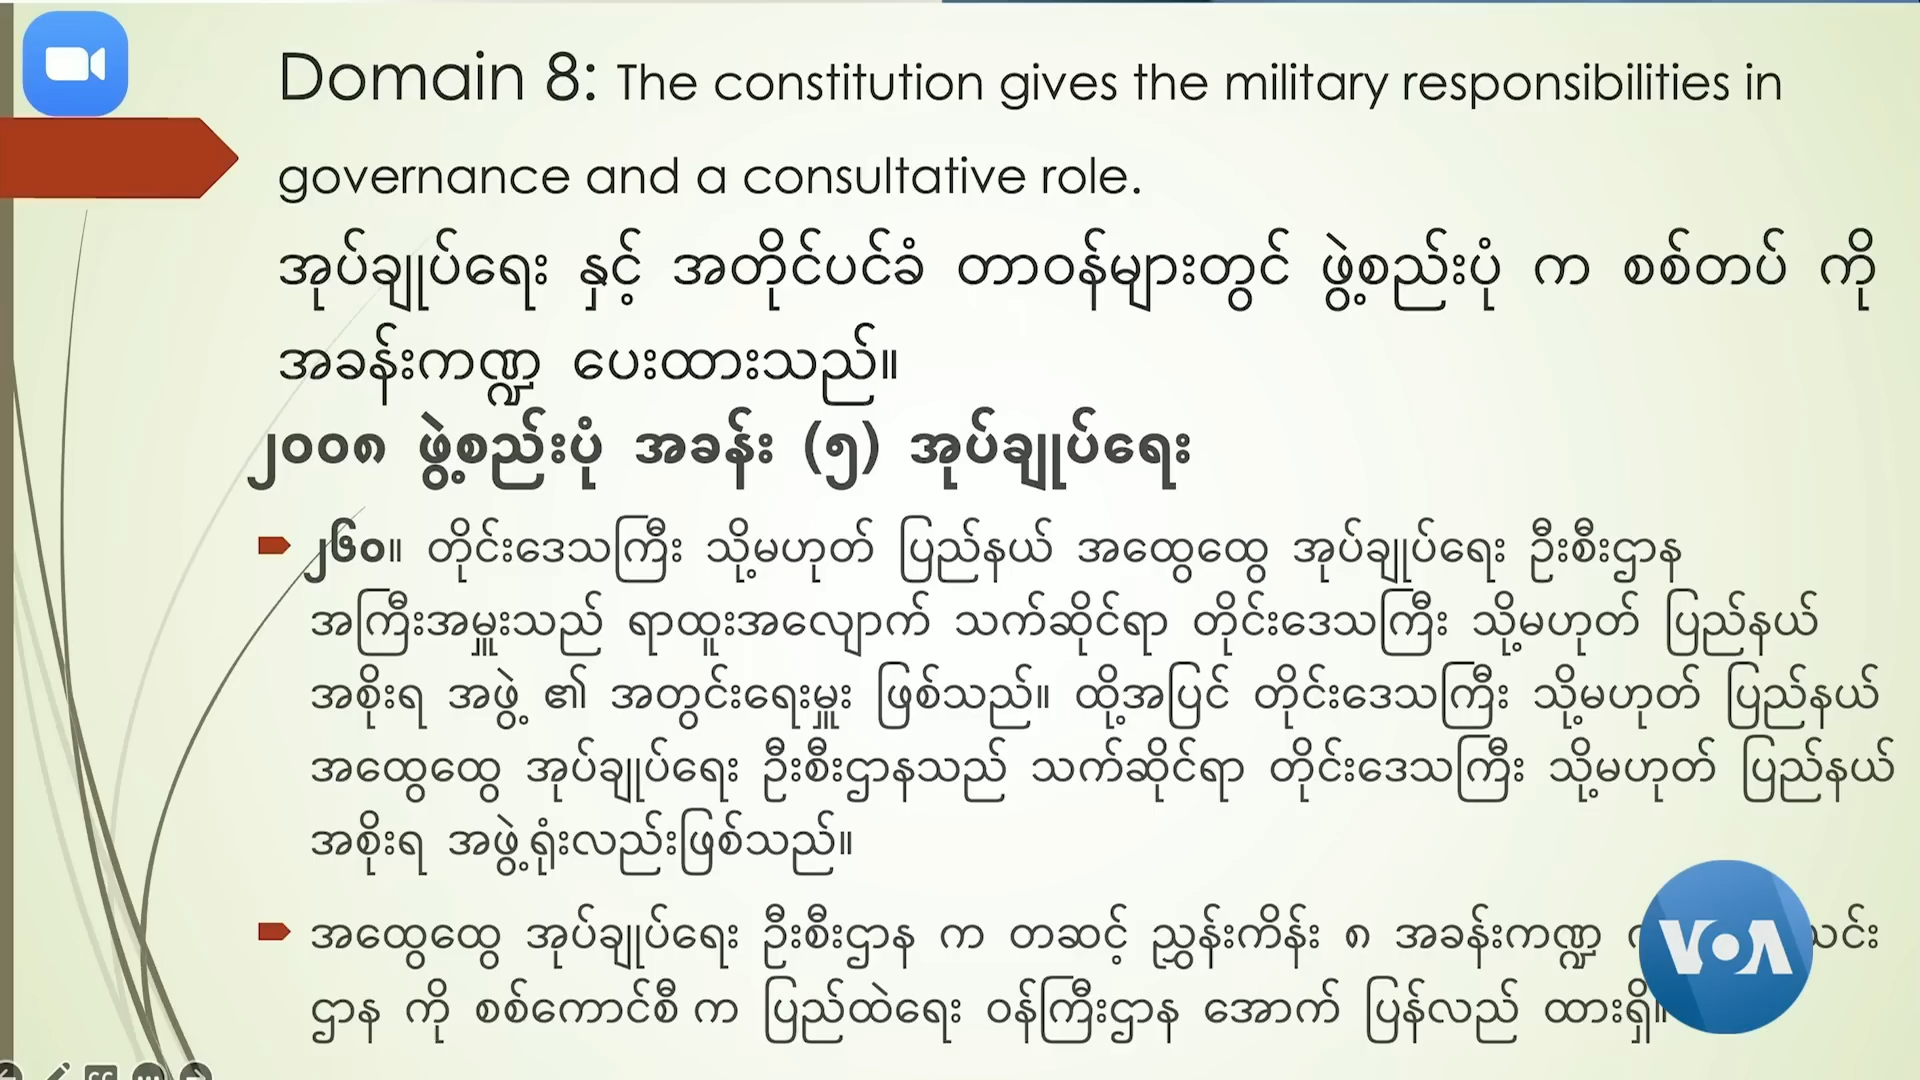 Domain 8: The constitution gives the military responsibilities in
governance and a consultative role.
အုပ်ချုပ်ရေး နှင့် အတိုင်ပင်ခံ တာဝန်များတွင် ဖွဲ့စည်းပုံ က စစ်တပ် ကို
အခန်းကဏ္ဍ ပေးထားသည်။
၂၀၀၈ ဖွဲ့စည်းပုံ အခန်း (၅) အုပ်ချုပ်ရေး
၂၆၀။ တိုင်းဒေသကြီး သို့မဟုတ် ပြည်နယ် အထွေထွေ အုပ်ချုပ်ရေး ဦးစီးဌာန
အကြီးအမှူးသည် ရာထူးအလျောက် သက်ဆိုင်ရာ တိုင်းဒေသကြီး သို့မဟုတ် ပြည်နယ်
အစိုးရ အဖွဲ့ ၏ အတွင်းရေးမှူး ဖြစ်သည်။ ထို့အပြင် တိုင်းဒေသကြီး သို့မဟုတ် ပြည်နယ်
အထွေထွေ အုပ်ချုပ်ရေး ဦးစီးဌာနသည် သက်ဆိုင်ရာ တိုင်းဒေသကြီး သို့မဟုတ် ပြည်နယ်
အစိုးရ အဖွဲ့ရုံးလည်းဖြစ်သည်။
အထွေထွေ အုပ်ချုပ်ရေး ဦးစီးဌာန က တဆင့် ညွှန်းကိန်း ၈ အခန်းကဏ္ဍ
ဌာန ကို စစ်ကောင်စီ က ပြည်ထဲရေး ဝန်ကြီးဌာန အောက် ပြန်လည် ထားရှိ။
VOA
CC